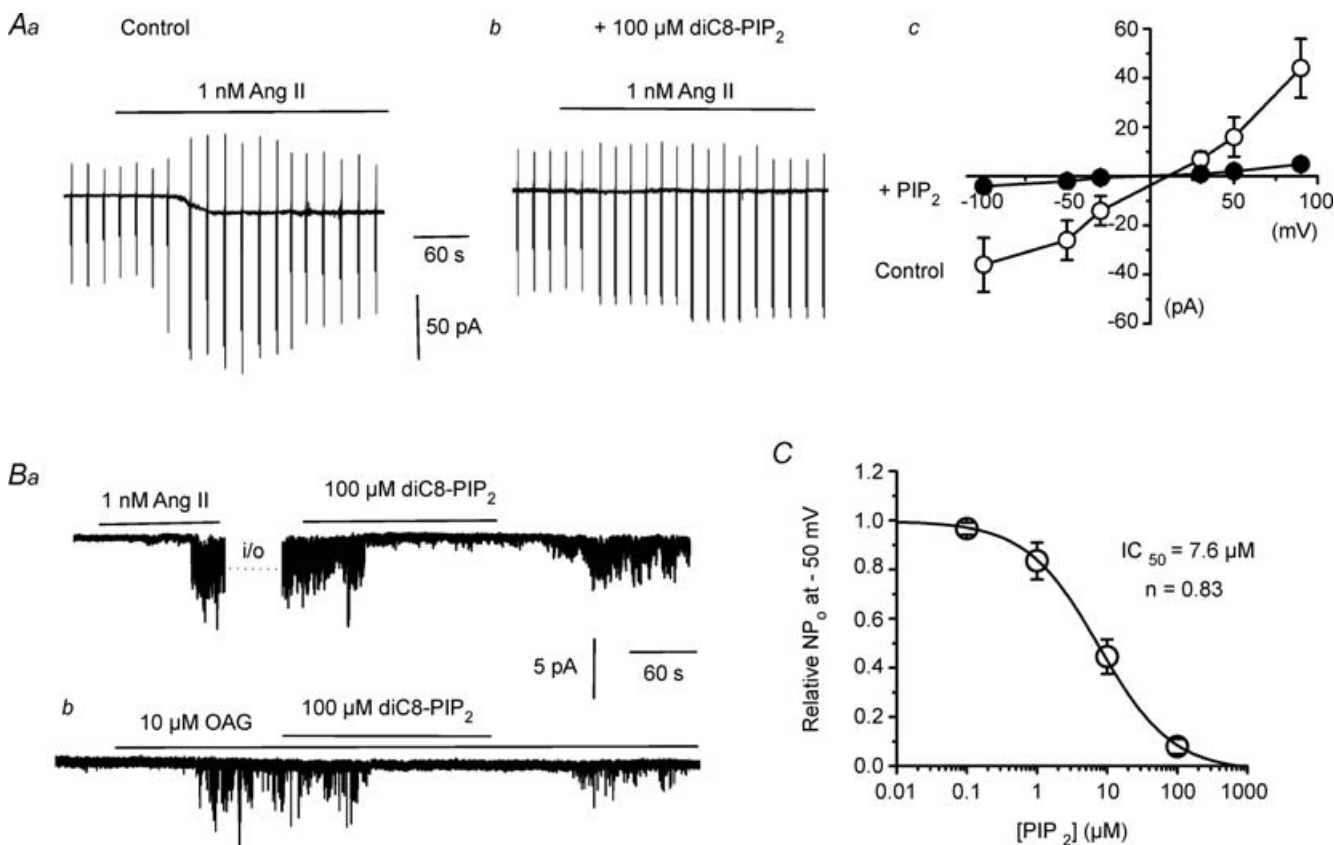 Aa Control
1 nM Ang II
60 s
50 pA
b + 100 µM diC8-PIP2
1 nM Ang II
c
60
40
20
+ PIP2
-100 -50 50 100
(mV)
-20
Control
-40
-60 (pA)
Ba
1 nM Ang II
i/o
100 µM diC8-PIP2
5 pA
60 s
b
10 µM OAG
100 µM diC8-PIP2
C
Relative NPo at - 50 mV
1.2
1.0
0.8
0.6
0.4
0.2
0.0
IC 50 = 7.6 µM
n = 0.83
0.01 0.1 1 10 100 1000
[PIP 2] (µM)